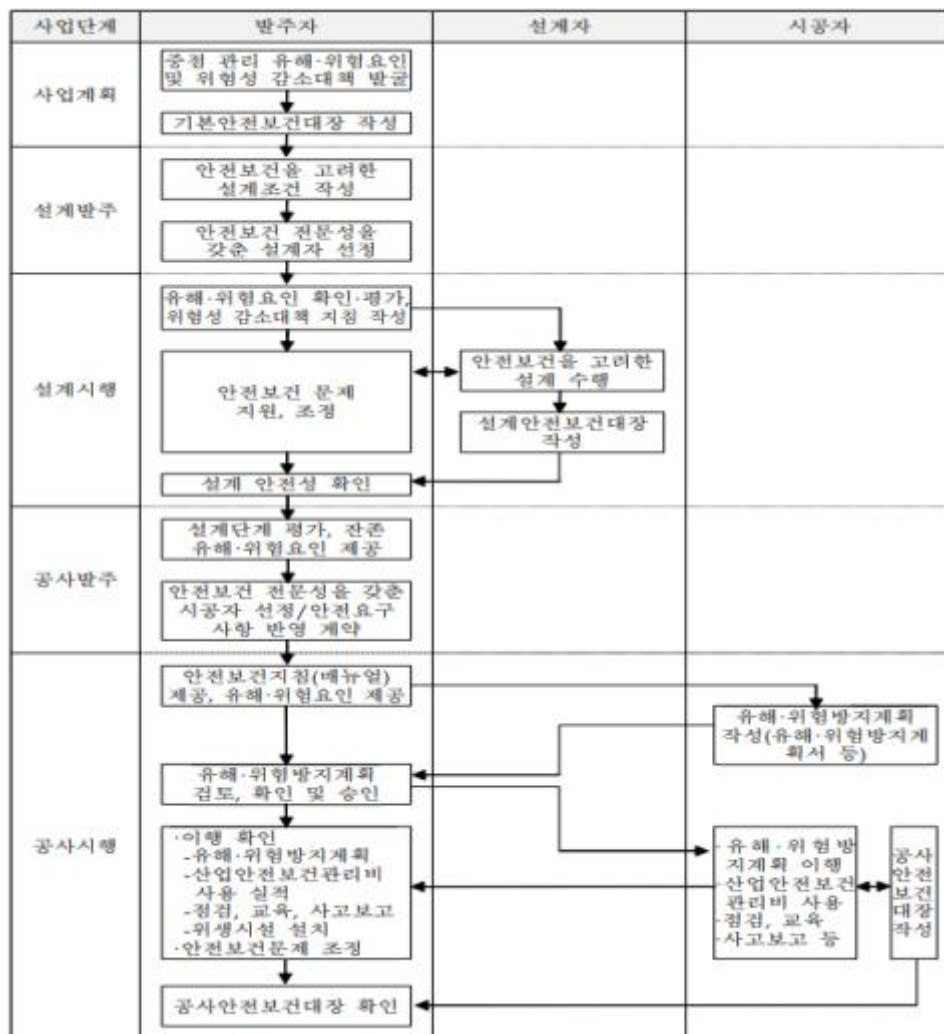 사업단계
발주자
설계자
시공자
사업계획
중점 관리 유해·위험요인
및 위험성 감소대책 발굴
기본안전보건대장 작성
설계발주
안전보건을 고려한
설계조건 작성
안전보건 전문성을
갖춘 설계자 선정
설계시행
유해·위험요인 확인·평가,
위험성 감소대책 지침 작성
안전보건 문제
지원, 조정
안전보건을 고려한
설계 수행
설계안전보건대장
작성
설계 안전성 확인
공사발주
설계단계 평가, 잔존
유해·위험요인 제공
안전보건 전문성을 갖춘
시공자 선정/안전요구
사항 반영 계약
공사시행
안전보건지침(매뉴얼)
제공, 유해·위험요인 제공
유해·위험방지계획
작성(유해·위험방지계
획서 등)
유해·위험방지계획
검토, 확인 및 승인
·이행 확인
-유해·위험방지계획
-산업안전보건관리비
사용 실적
-점검, 교육, 사고보고
-위생시설 설치
·안전보건문제 조정
·유해·위험방
지계획 이행
·산업안전보건
관리비 사용
·점검, 교육
·사고보고 등
공사
안전
보건
대장
작성
공사안전보건대장 확인